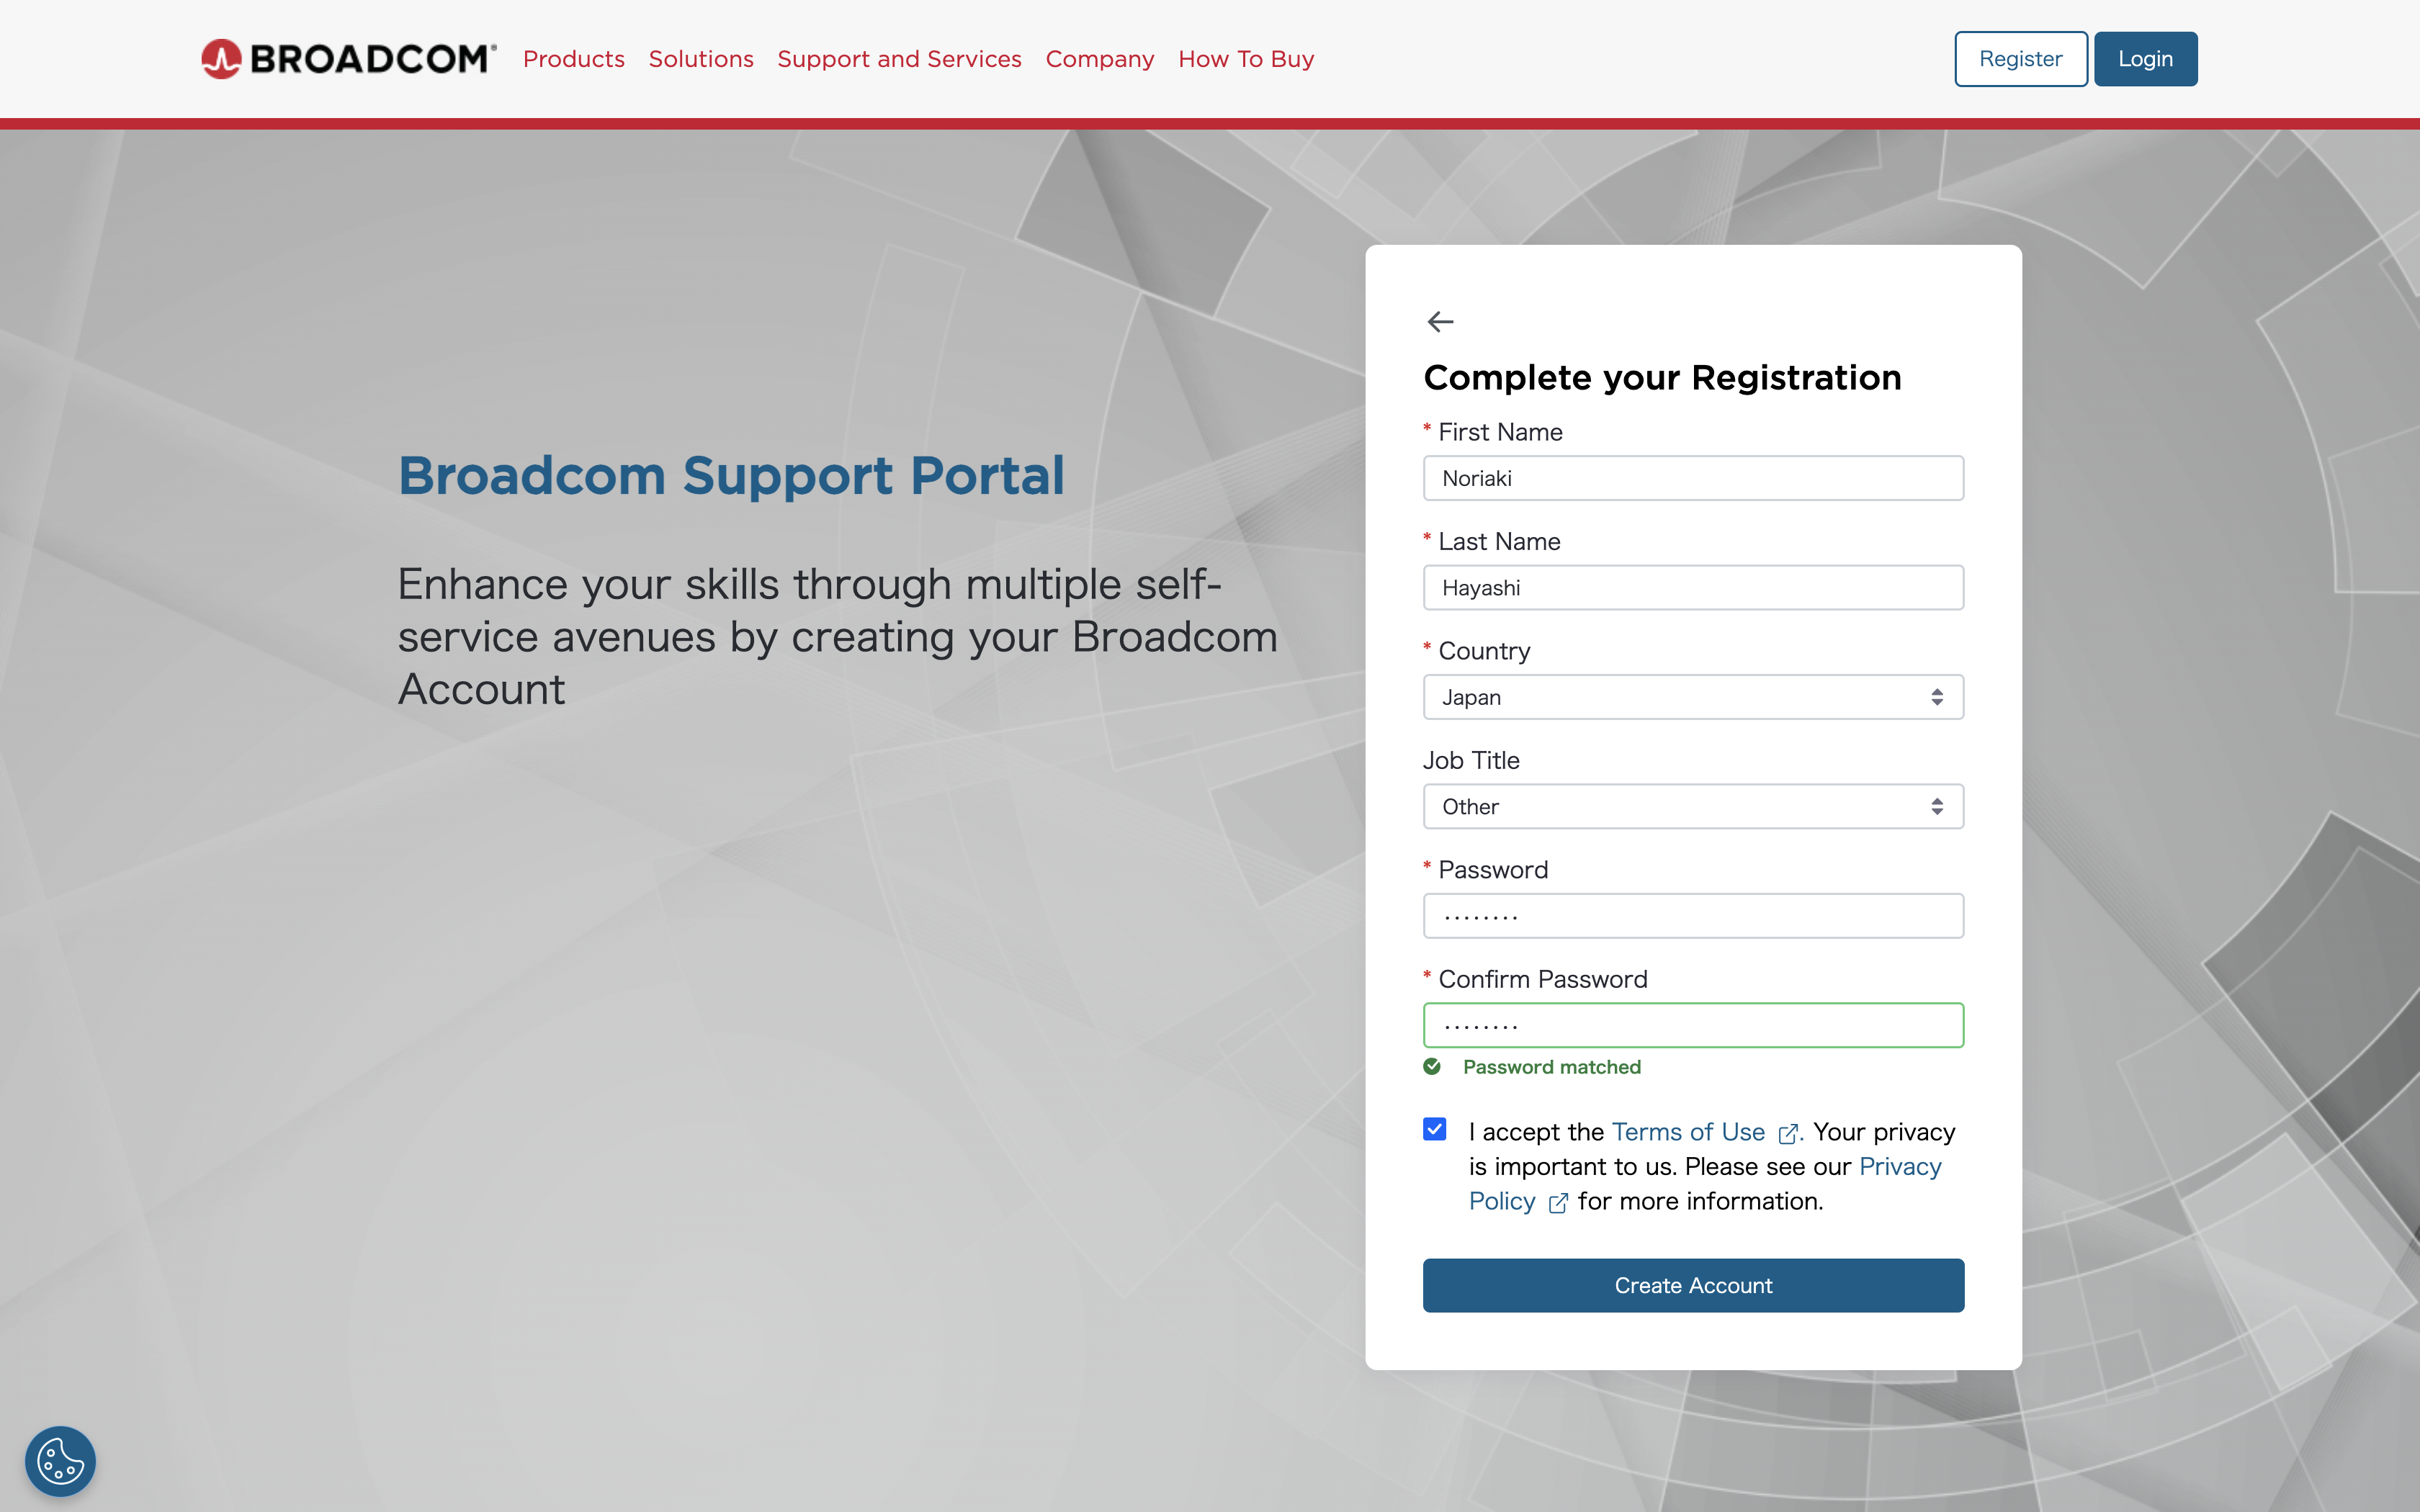 BROADCOM®
Products Solutions Support and Services Company How To Buy
Register Login
Broadcom Support Portal
Enhance your skills through multiple self-
service avenues by creating your Broadcom
Account
Complete your Registration
* First Name
Noriaki
* Last Name
Hayashi
* Country
Japan
Job Title
Other
* Password
........
* Confirm Password
........
Password matched
I accept the Terms of Use . Your privacy
is important to us. Please see our Privacy
Policy for more information.
Create Account